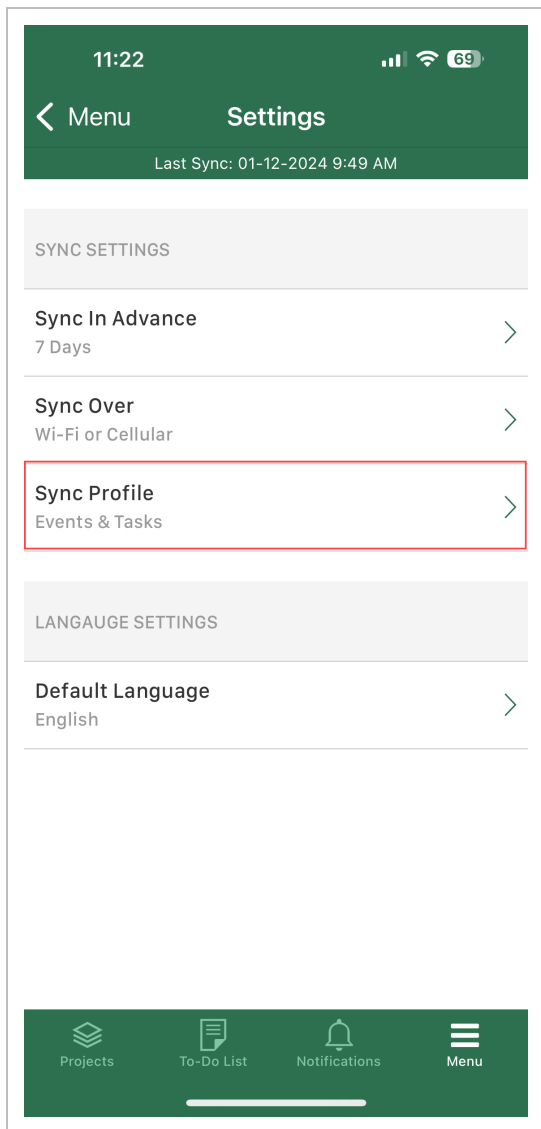 11:22
69
Menu
Settings
Last Sync: 01-12-2024 9:49 AM
SYNC SETTINGS
Sync In Advance
7 Days
Sync Over
Wi-Fi or Cellular
Sync Profile
Events & Tasks
LANGAUGE SETTINGS
Default Language
English
Projects
To-Do List
Notifications
Menu